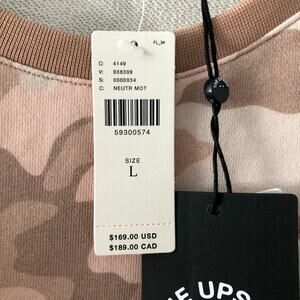 FL_34
C: 4149
V: 038309
S: 0000034
C: NEUTR MOT
59300574
SIZE
L
$169.00 USD
$189.00 CAD
UPS